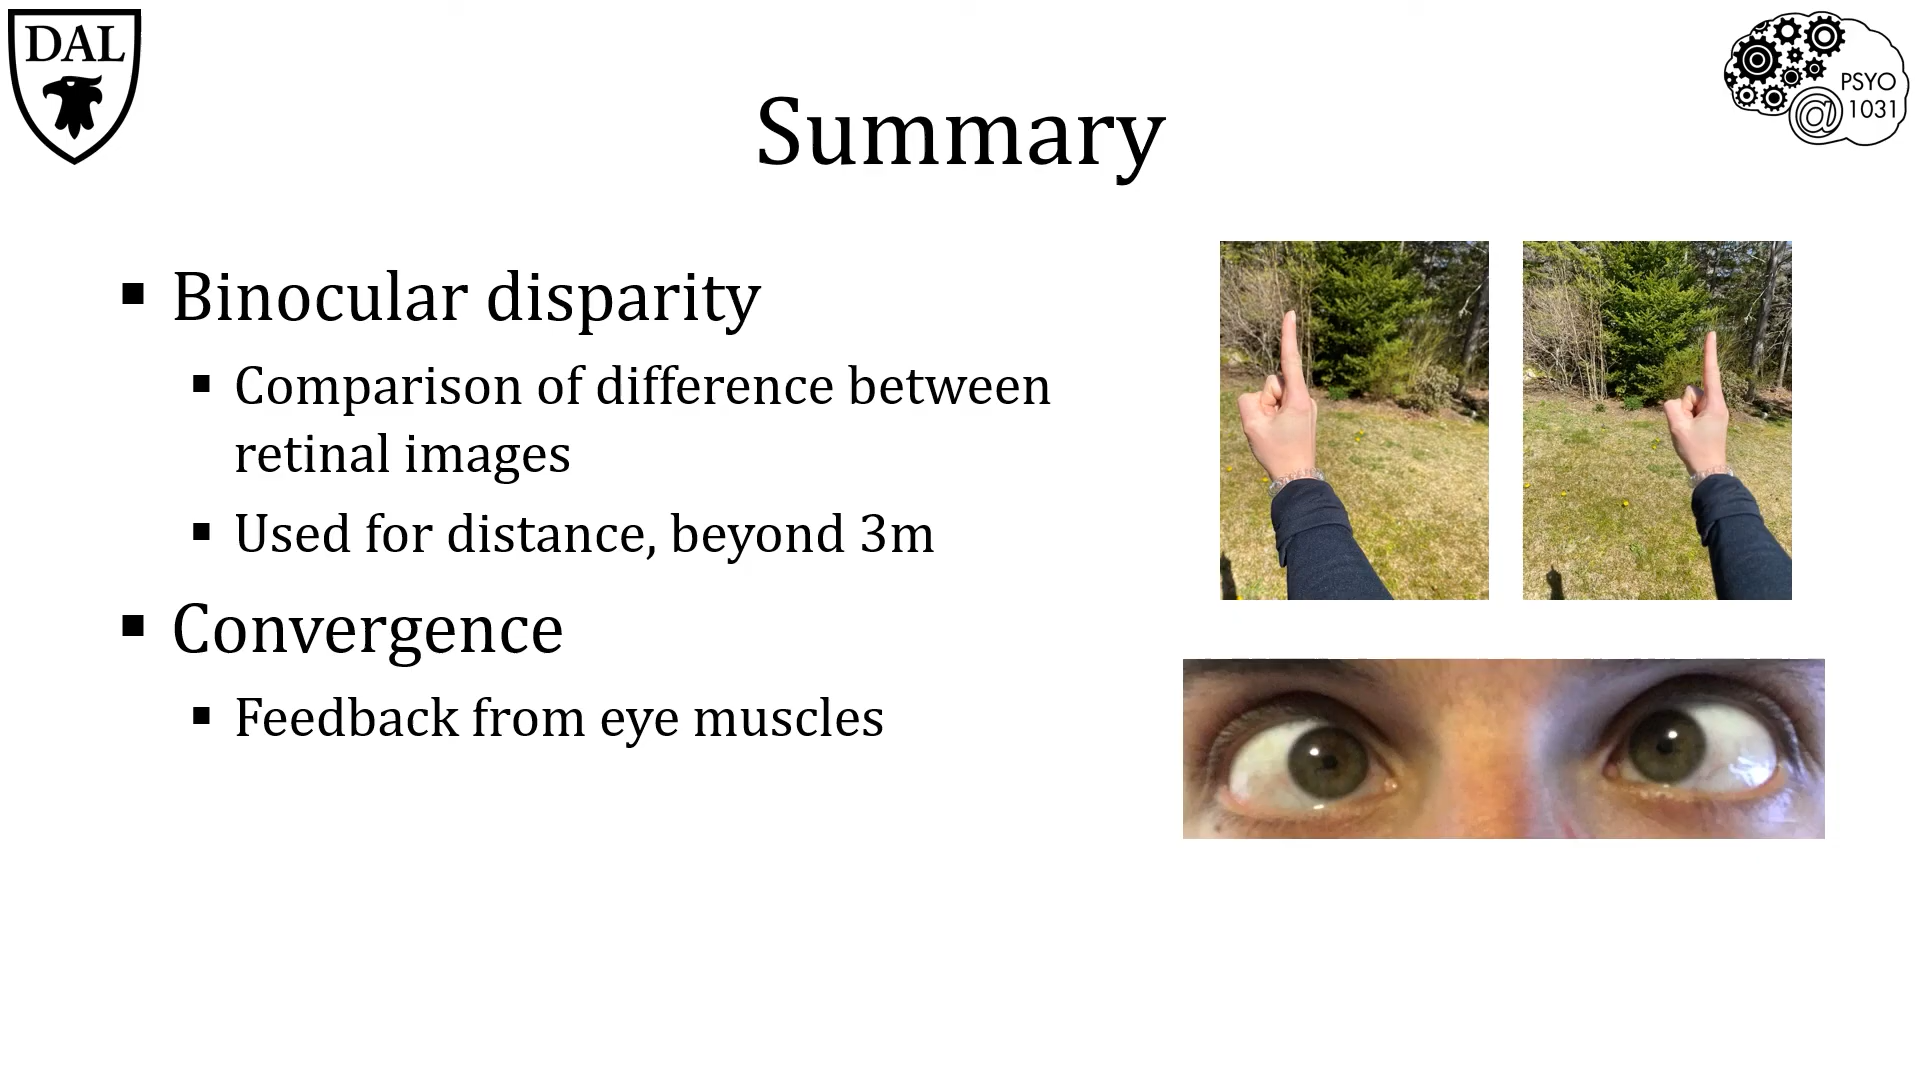 DAL
PSYO
@ 1031
Summary
▪ Binocular disparity
▪ Comparison of difference between
retinal images
▪ Used for distance, beyond 3m
▪ Convergence
▪ Feedback from eye muscles